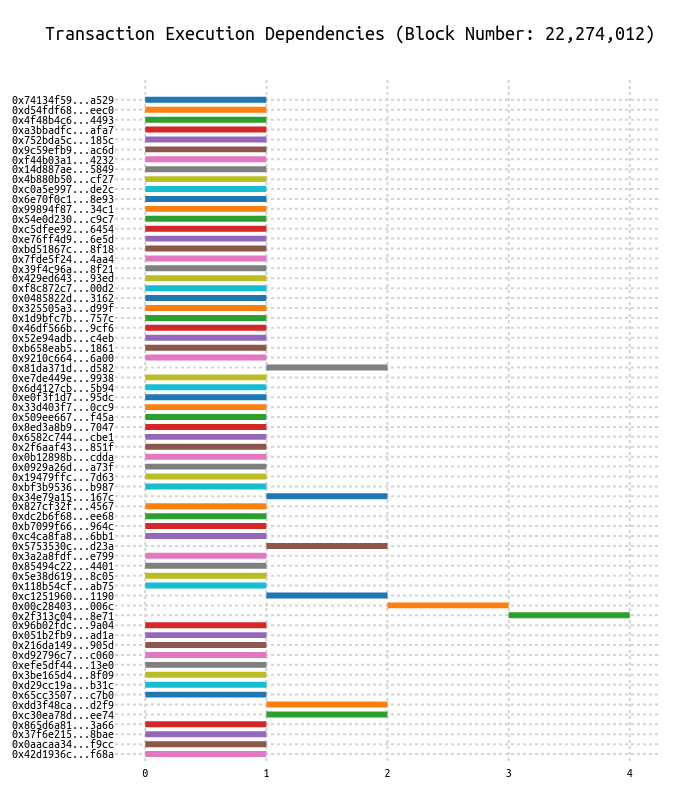 Transaction Execution Dependencies (Block Number: 22,274,012)
0x74134f59...a529
0xd54fdf68...eec0
0x4f48b4c6...4493
0xa3bbadfc...afa7
0x752bda5c...185c
0x9c59efb9...ac6d
0xf44b03a1...4232
0x14d887ae...5849
0x4b880b50...cf27
0xc0a5e997...de2c
0x6e70f0c1...8e93
0x99894f87...34c1
0x54e0d230...c9c7
0xc5dfee92...6454
0xe76ff4d9...6e5d
0xbd51867c...8f18
0x7fde5f24...4aa4
0x39f4c96a...8f21
0x429ed643...93ed
0xf8c872c7...00d2
0x0485822d...3162
0x325505a3...d99f
0x1d9bfc7b...757c
0x46df566b...9cf6
0x52e94adb...c4eb
0xb658eab5...1861
0x9210c664...6a00
0x81da371d...d582
0xe7de449e...9938
0x6d4127cb...5b94
0xe0f3f1d7...95dc
0x33d403f7...0cc9
0x509ee667...f45a
0x8ed3a8b9...7047
0x6582c744...cbe1
0x2f6aaf43...851f
0x0b12898b...cdda
0x0929a26d...a73f
0x19479ffc...7d63
0xbf3b9536...b987
0x34e79a15...167c
0x827cf32f...4567
0xdc2b6f68...ee68
0xb7099f66...964c
0xc4ca8fa8...6bb1
0x5753530c...d23a
0x3a2a8fdf...e799
0x85494c22...4401
0x5e38d619...8c05
0x118b54cf...ab75
0xc1251960...1190
0x00c28403...006c
0x2f313c04...8e71
0x96b02fdc...9a04
0x051b2fb9...ad1a
0x216da149...905d
0xd92796c7...c060
0xefe5df44...13e0
0x3be165d4...8f09
0xd29cc19a...b31c
0x65cc3507...c7b0
0xdd3f48ca...d2f9
0xc30ea78d...ee74
0x865d6a81...3a66
0x37f6e215...8bae
0x0aacaa34...f9cc
0x42d1936c...f68a
0 1 2 3 4